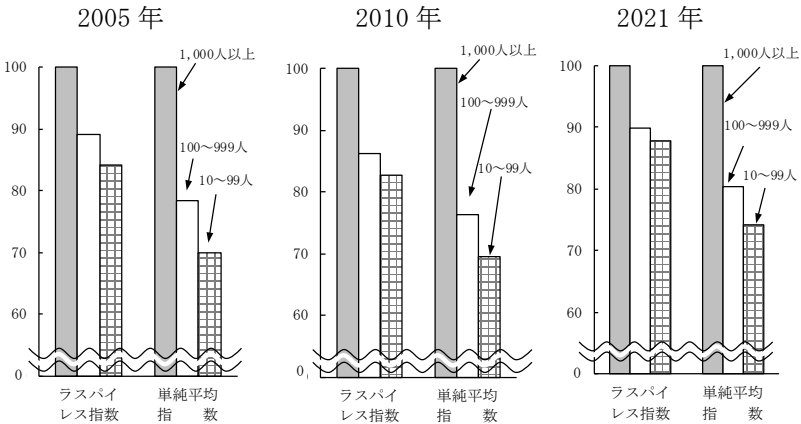 2005 年
1,000人以上
100～999人
10～99人
100
90
80
70
60
0
ラスパイ
レス指数
単純平均
指　　数
2010 年
1,000人以上
100～999人
10～99人
100
90
80
70
60
0
ラスパイ
レス指数
単純平均
指　　数
2021 年
1,000人以上
100～999人
10～99人
100
90
80
70
60
0
ラスパイ
レス指数
単純平均
指　　数